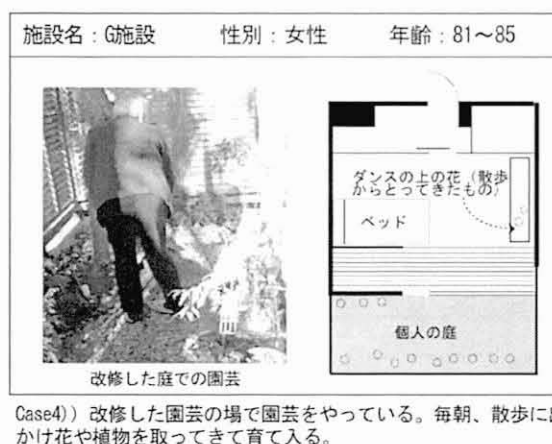 施設名：G施設　性別：女性　年齢：81～85
ダンスの上の花（散歩
からとってきたもの）
ベッド
個人の庭
改修した庭での園芸
Case4)) 改修した園芸の場で園芸をやっている。毎朝、散歩に出
かけ花や植物を取ってきて育て入る。